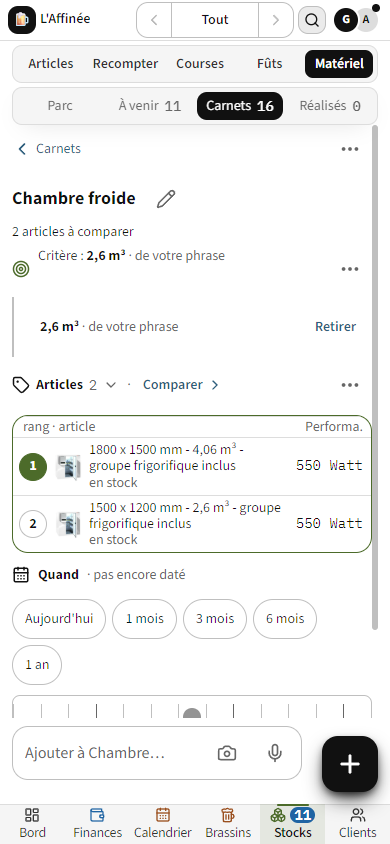 L'Affinée
Tout
G
A
Articles Recompter Courses Fûts Matériel
Parc À venir 11 Carnets 16 Réalisés 0
Carnets
Chambre froide
2 articles à comparer
Critère : 2,6 m³ · de votre phrase
2,6 m³ · de votre phrase Retirer
Articles 2 · Comparer
rang · article Performa.
1 1800 x 1500 mm - 4,06 m³ -
groupe frigorifique inclus 550 Watt
en stock
2 1500 x 1200 mm - 2,6 m³ - groupe
frigorifique inclus 550 Watt
en stock
Quand · pas encore daté
Aujourd'hui 1 mois 3 mois 6 mois
1 an
Ajouter à Chambre…
11
Bord Finances Calendrier Brassins Stocks Clients